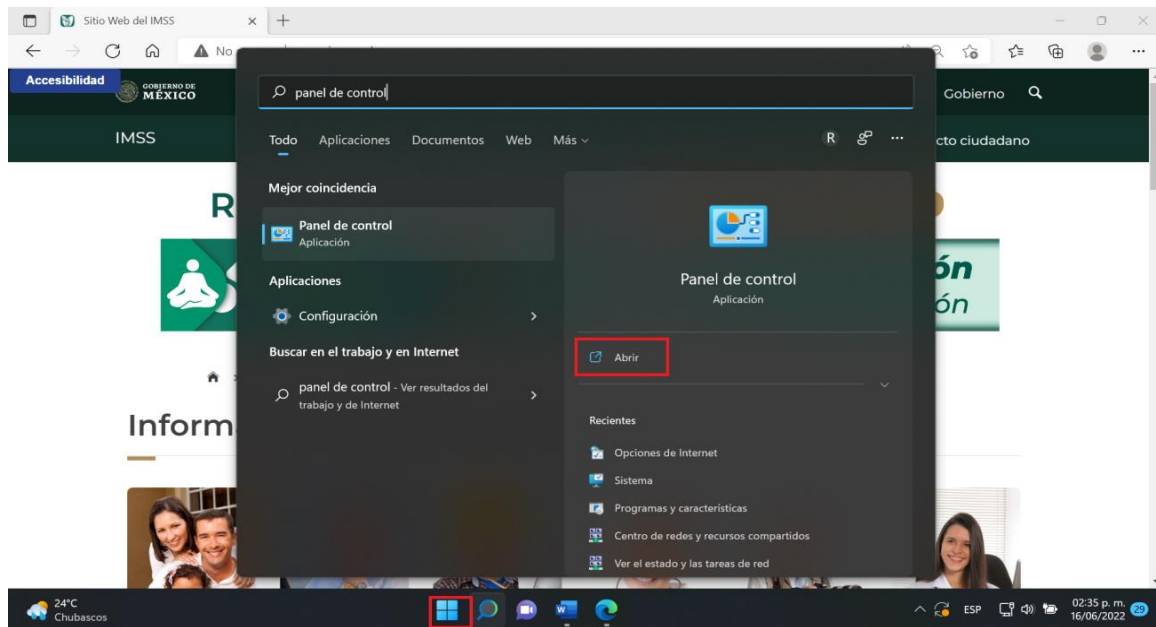 Sitio Web del IMSS
No
Accesibilidad
GOBIERNO DE
MÉXICO
Gobierno
IMSS
cto ciudadano
R
ón
ón
Inform
panel de control
Todo Aplicaciones Documentos Web Más
R
Mejor coincidencia
Panel de control
Aplicación
Aplicaciones
Configuración
Buscar en el trabajo y en Internet
panel de control - Ver resultados del
trabajo y de Internet
Panel de control
Aplicación
Abrir
Recientes
Opciones de Internet
Sistema
Programas y características
Centro de redes y recursos compartidos
Ver el estado y las tareas de red
24°C
Chubascos
ESP
02:35 p. m.
16/06/2022
29